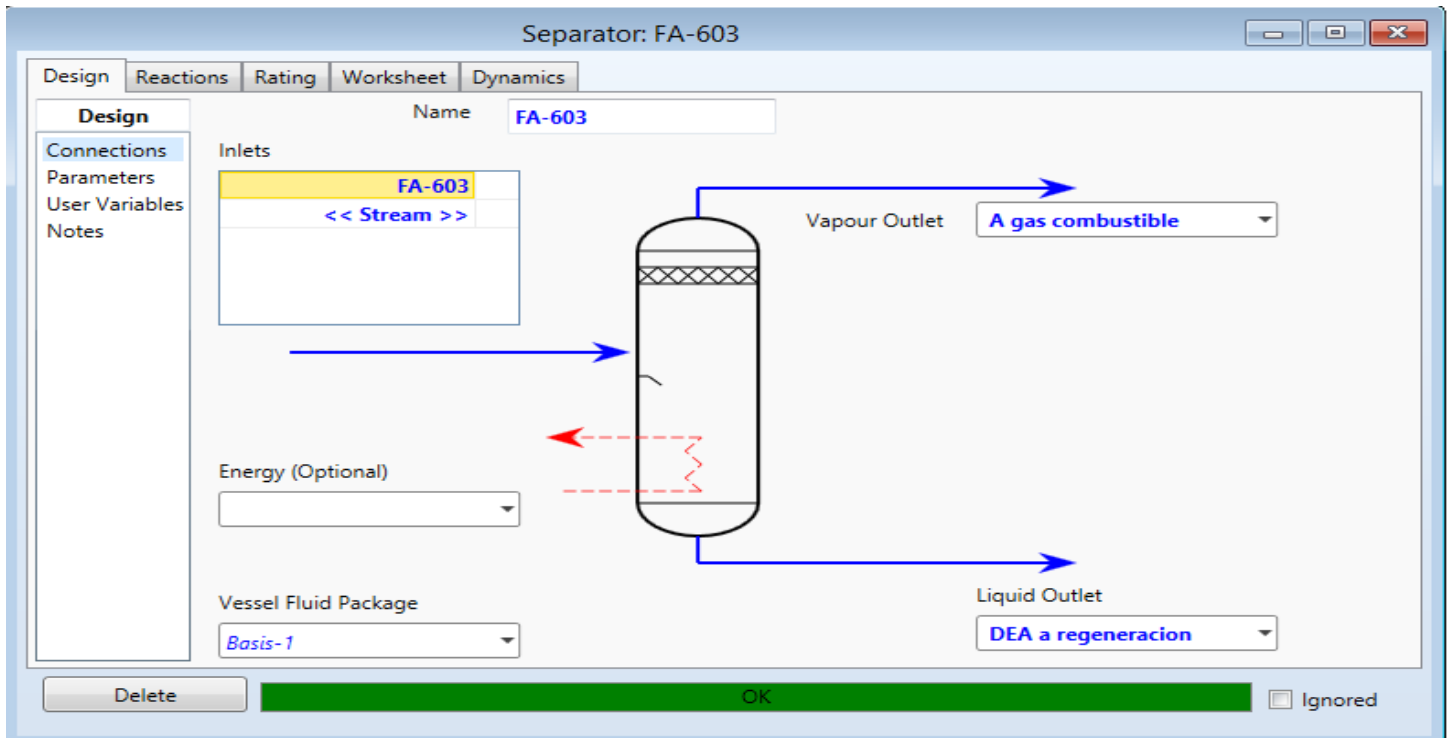 Separator: FA-603
Design Reactions Rating Worksheet Dynamics
Design
Connections
Parameters
User Variables
Notes
Name FA-603
Inlets
FA-603
<< Stream >>
Vapour Outlet A gas combustible
Energy (Optional)
Vessel Fluid Package
Basis-1
Liquid Outlet
DEA a regeneracion
Delete OK Ignored